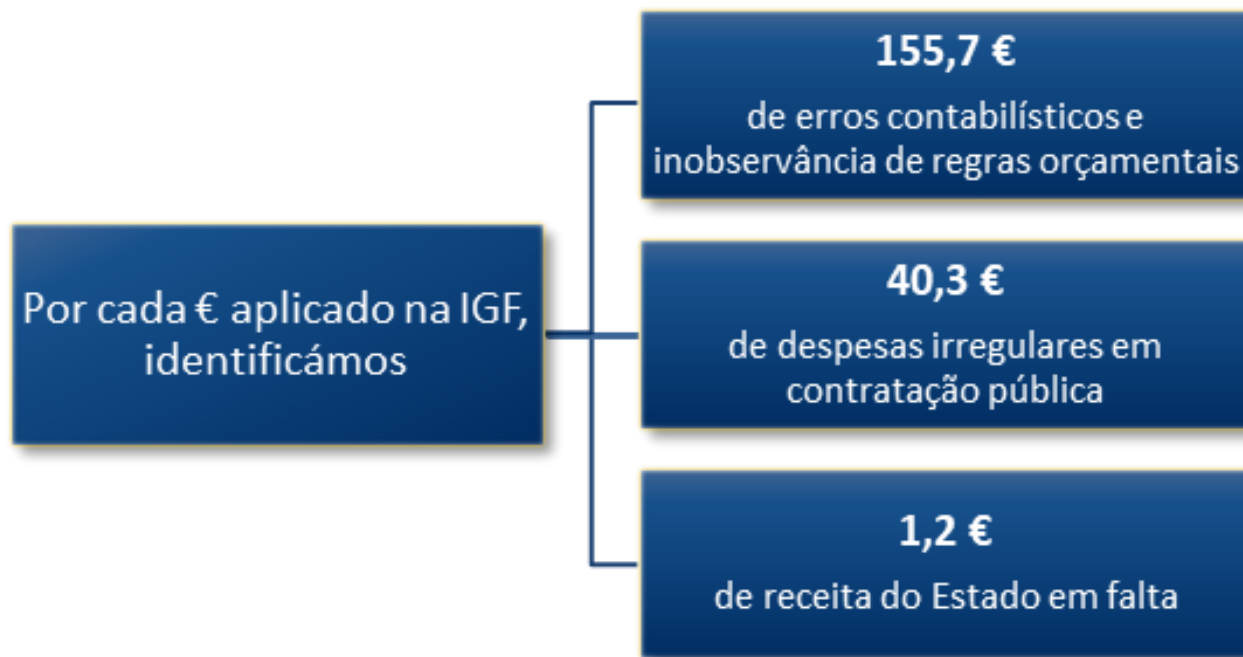 Por cada € aplicado na IGF,
identificámos
155,7 €
de erros contabilísticos e
inobservância de regras orçamentais
40,3 €
de despesas irregulares em
contratação pública
1,2 €
de receita do Estado em falta